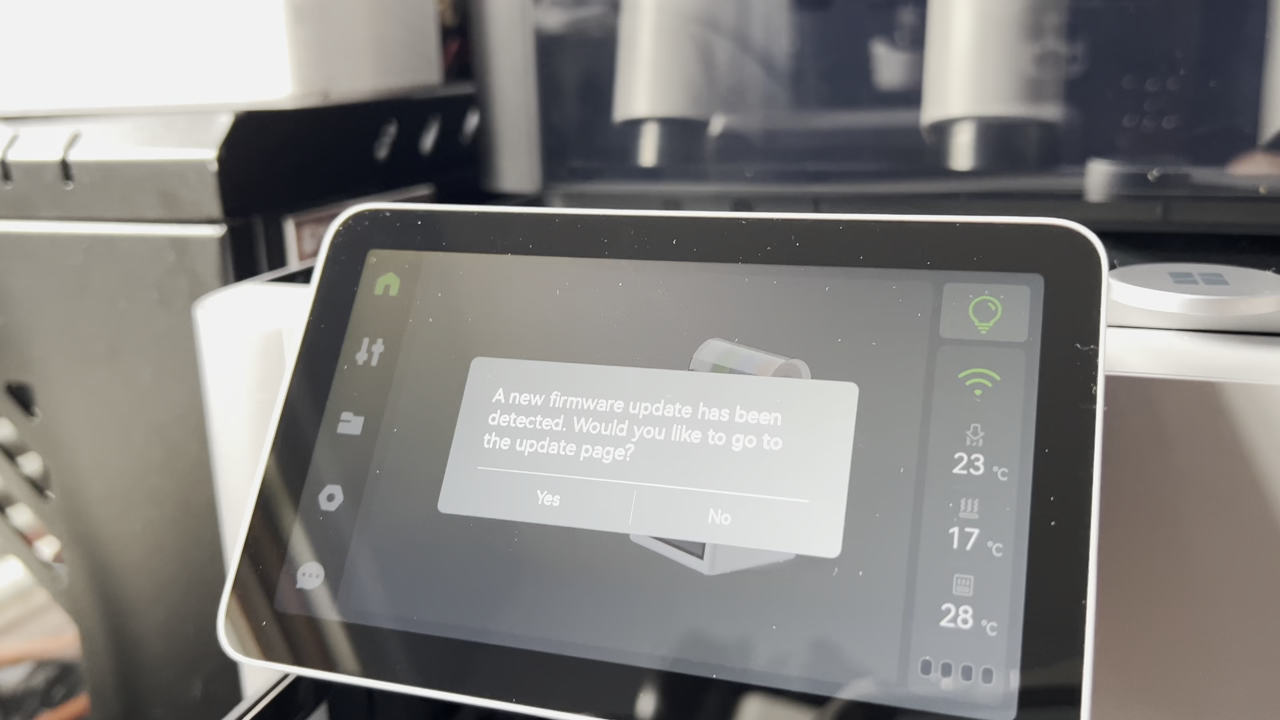 A new firmware update has been
detected. Would you like to go to
the update page?
Yes
No
23 °C
17 °C
28 °C